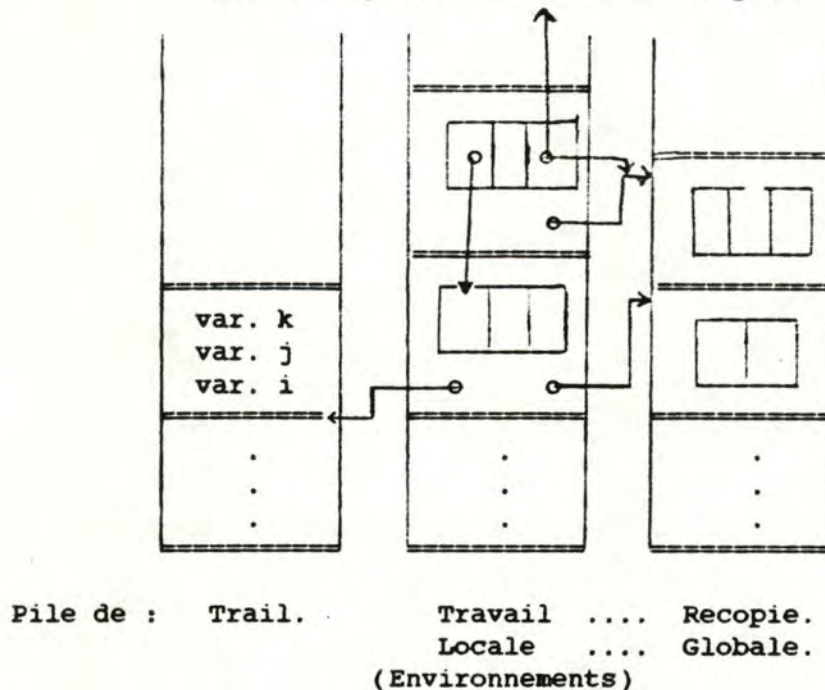 var. k
var. j
var. i
Pile de : Trail. Travail .... Recopie.
Locale .... Globale.
(Environnements)